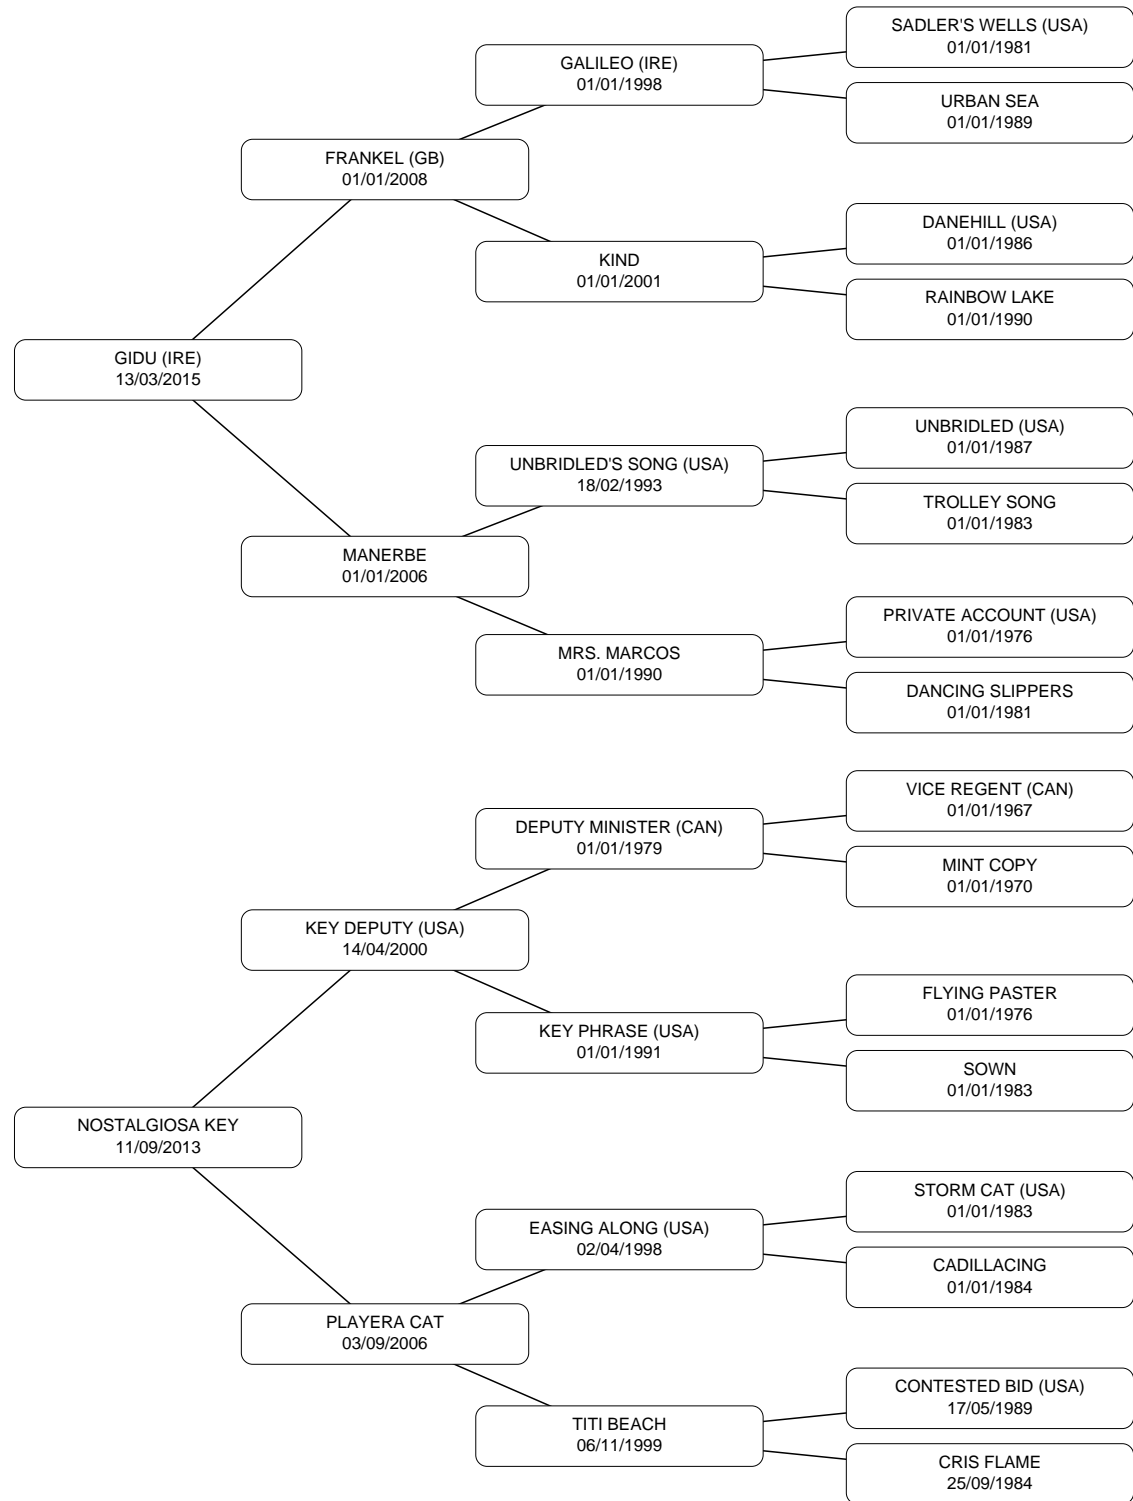 SADLER'S WELLS (USA)
01/01/1981
GALILEO (IRE)
01/01/1998
URBAN SEA
01/01/1989
FRANKEL (GB)
01/01/2008
DANEHILL (USA)
01/01/1986
KIND
01/01/2001
RAINBOW LAKE
01/01/1990
GIDU (IRE)
13/03/2015
UNBRIDLED (USA)
01/01/1987
UNBRIDLED'S SONG (USA)
18/02/1993
TROLLEY SONG
01/01/1983
MANERBE
01/01/2006
PRIVATE ACCOUNT (USA)
01/01/1976
MRS. MARCOS
01/01/1990
DANCING SLIPPERS
01/01/1981
VICE REGENT (CAN)
01/01/1967
DEPUTY MINISTER (CAN)
01/01/1979
MINT COPY
01/01/1970
KEY DEPUTY (USA)
14/04/2000
FLYING PASTER
01/01/1976
KEY PHRASE (USA)
01/01/1991
SOWN
01/01/1983
NOSTALGIOSA KEY
11/09/2013
STORM CAT (USA)
01/01/1983
EASING ALONG (USA)
02/04/1998
CADILLACING
01/01/1984
PLAYERA CAT
03/09/2006
CONTESTED BID (USA)
17/05/1989
TITI BEACH
06/11/1999
CRIS FLAME
25/09/1984